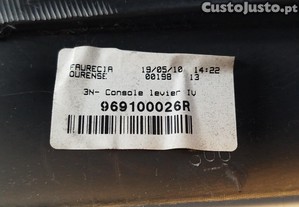 CustoJusto.pt
FAURECIA 19/05/10 14:22
OURENSE 00198 13
3N- Console levier IV
969100026R